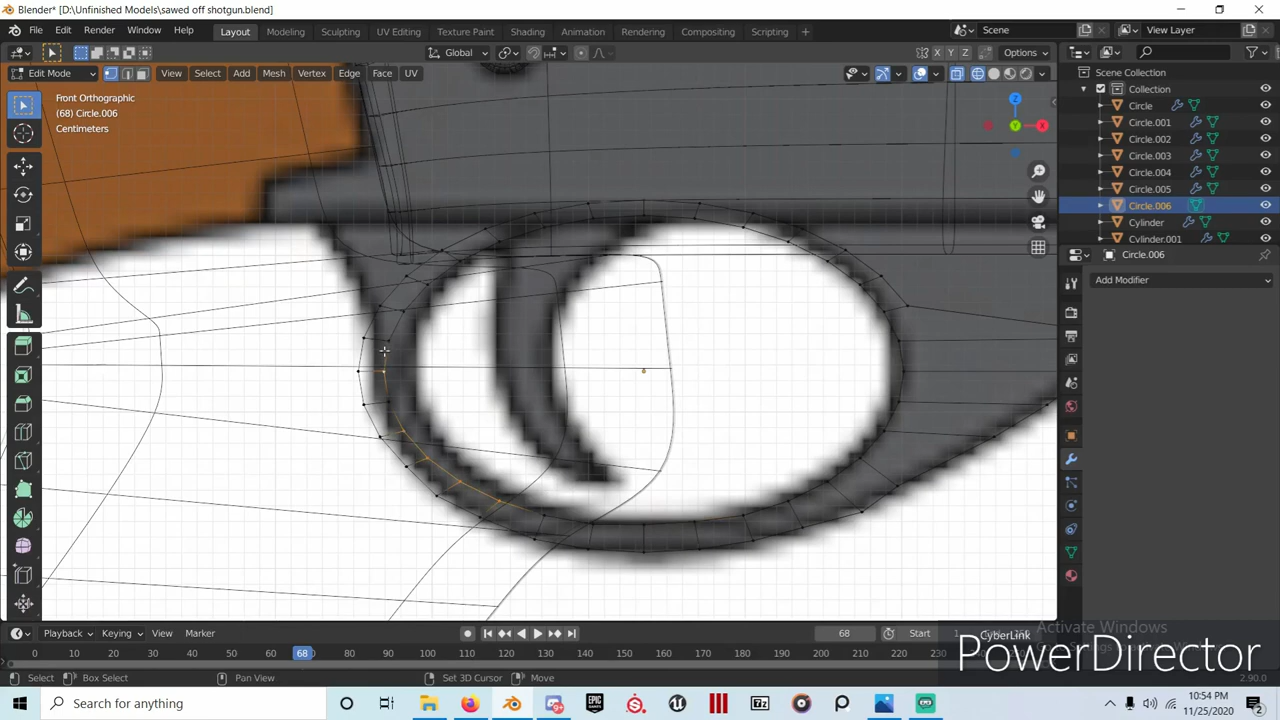 Blender* [D:\Unfinished Models\sawed off shotgun.blend]
File Edit Render Window Help Layout Modeling Sculpting UV Editing Texture Paint Shading Animation Rendering Compositing Scripting + Scene View Layer
Global X Y Z Options
Edit Mode View Select Add Mesh Vertex Edge Face UV
Front Orthographic
(68) Circle.006
Centimeters
Z
X
Y
Scene Collection
Collection
Circle
Circle.001
Circle.002
Circle.003
Circle.004
Circle.005
Circle.006
Cylinder
Cylinder.001
Circle.006
Add Modifier
Playback Keying View Marker 68 Start 1
0 10 20 30 40 50 60 68 80 90 100 110 120 130 140 150 160 170 180 190 200 210 220 230
Select Box Select Pan View Set 3D Cursor Move 2.90.0
Activate Windows
CyberLink
PowerDirector
Search for anything
10:54 PM
11/25/2020